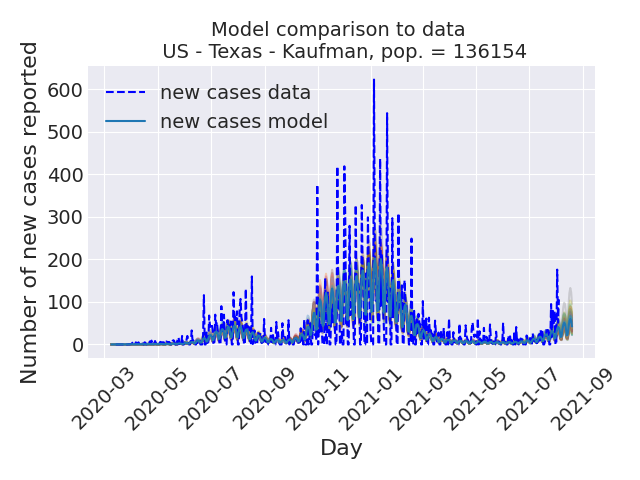 Model comparison to data
US - Texas - Kaufman, pop. = 136154
Number of new cases reported
600
500
400
300
200
100
0
new cases data
new cases model
2020-03
2020-05
2020-07
2020-09
2020-11
2021-01
2021-03
2021-05
2021-07
2021-09
Day